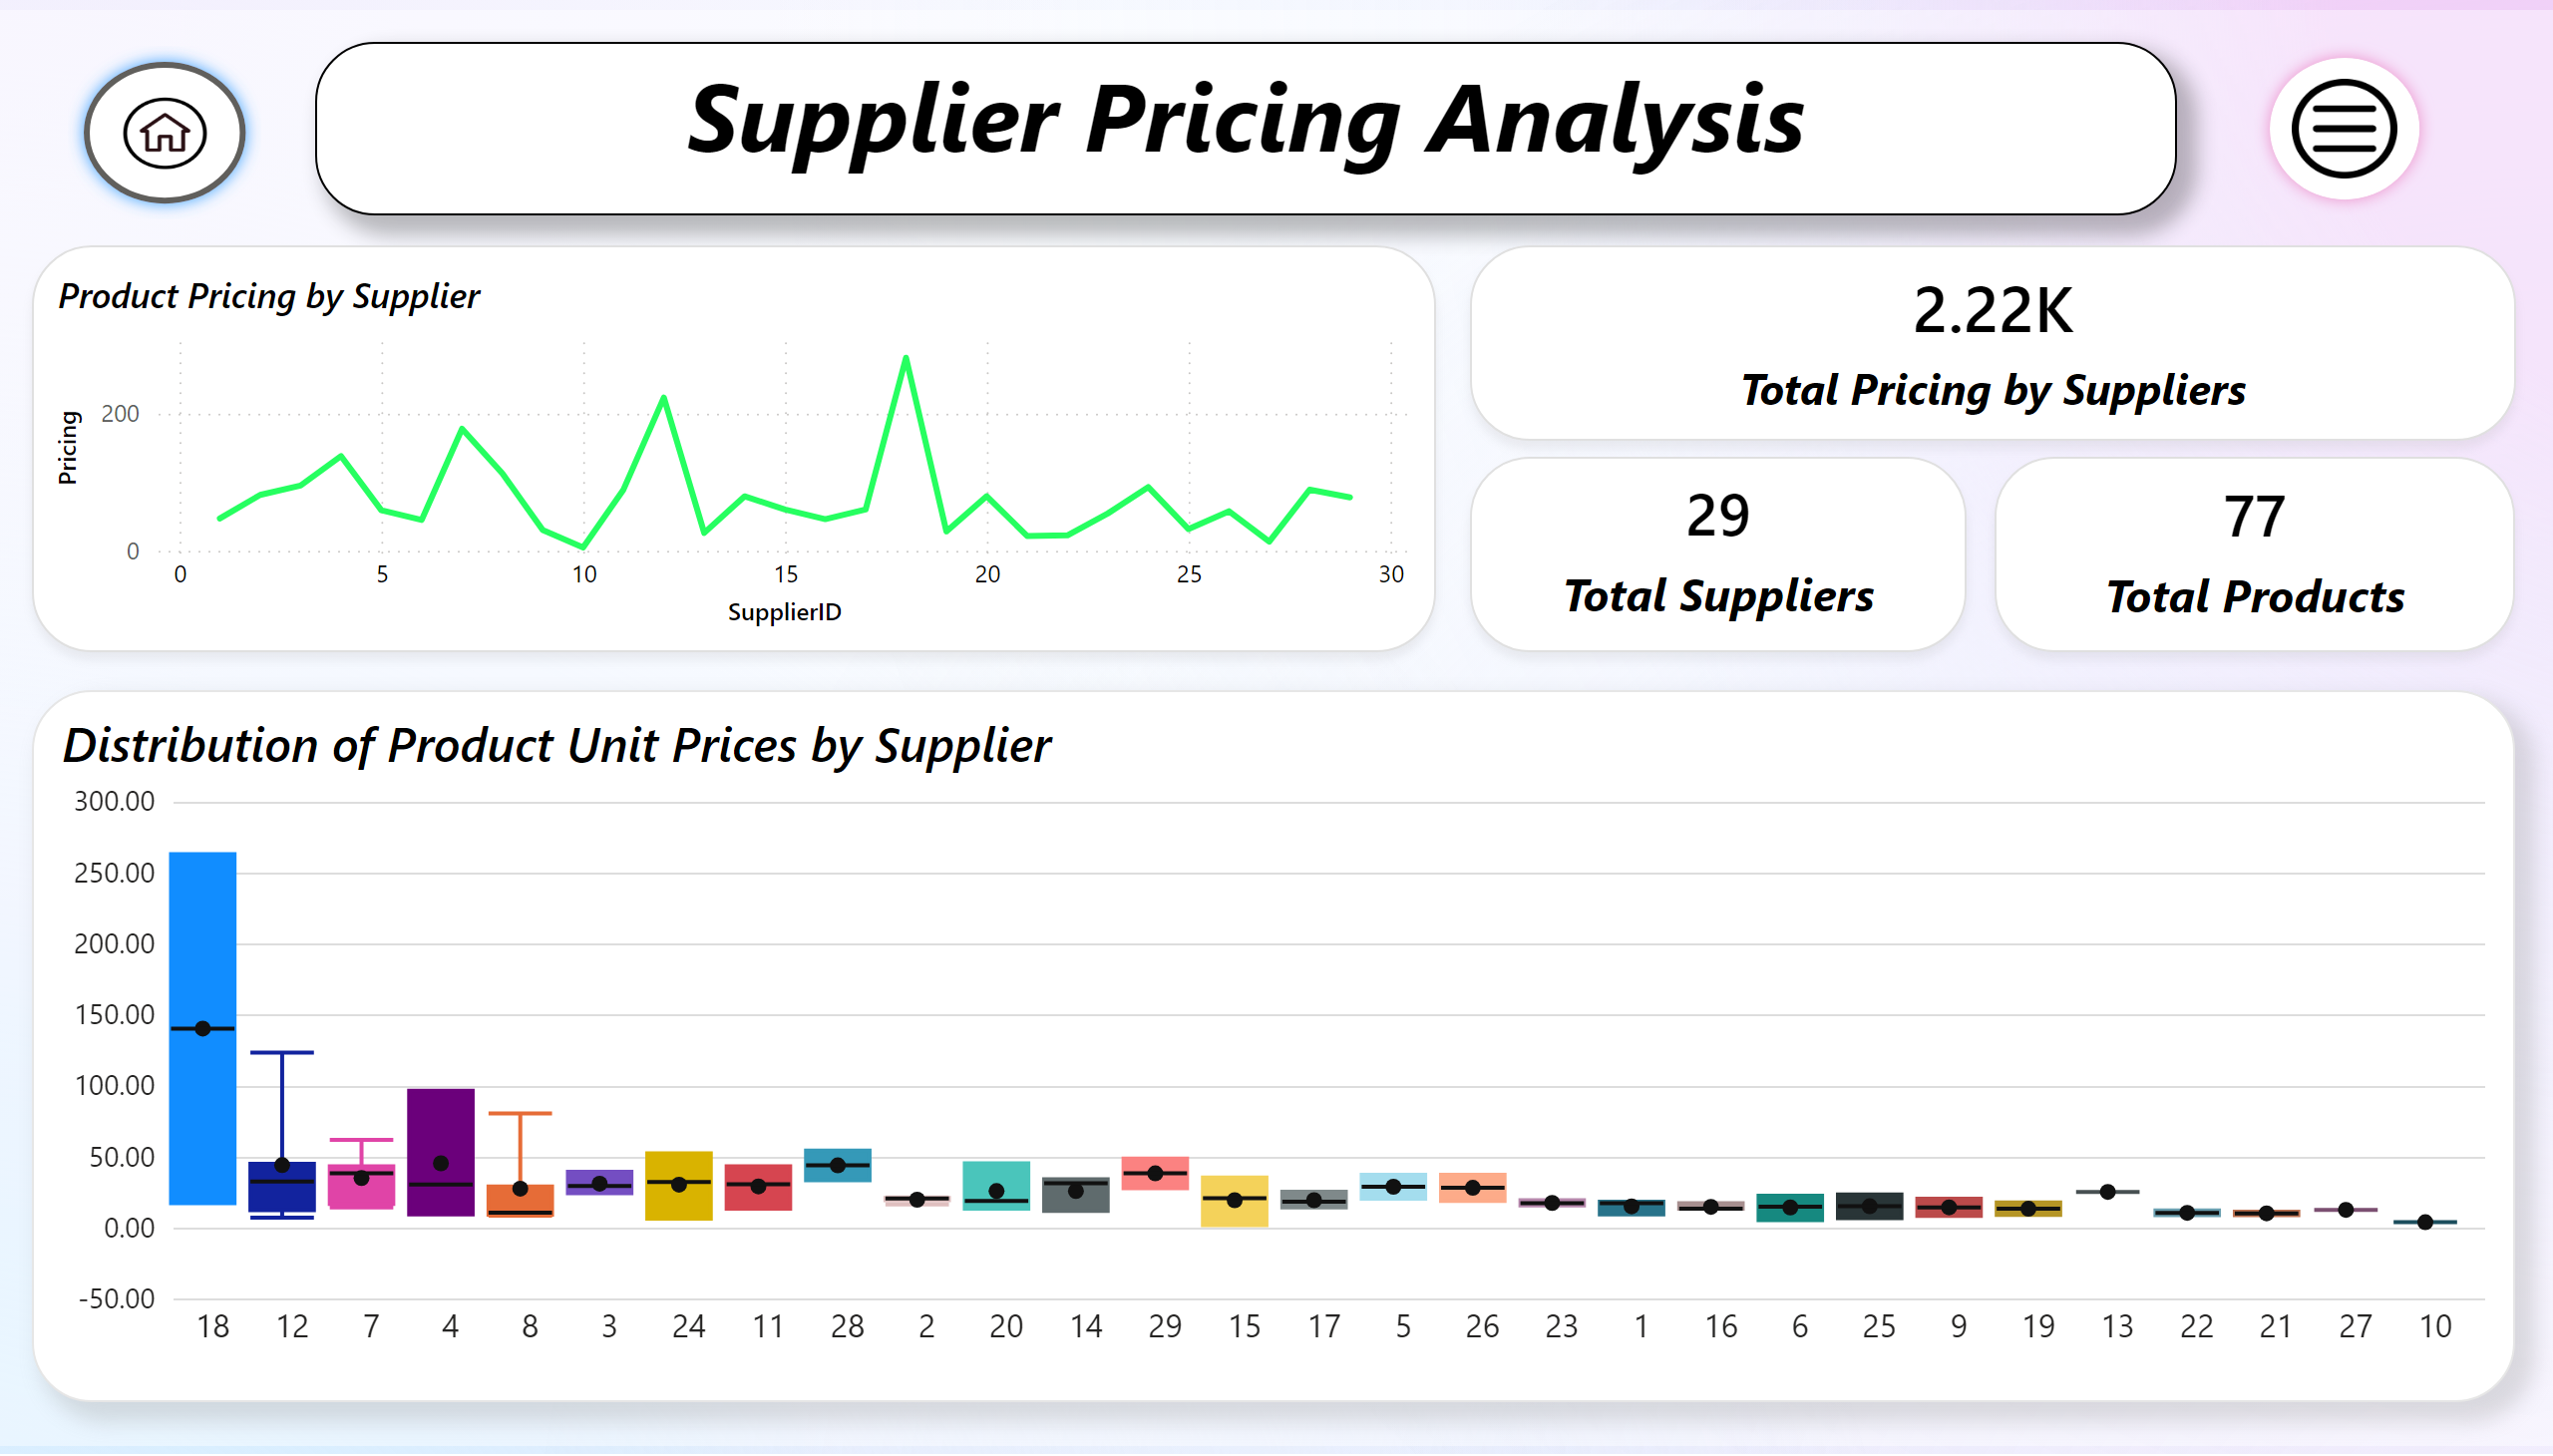 Supplier Pricing Analysis
Product Pricing by Supplier
Pricing
200
0
0 5 10 15 20 25 30
SupplierID
2.22K
Total Pricing by Suppliers
29
Total Suppliers
77
Total Products
Distribution of Product Unit Prices by Supplier
300.00
250.00
200.00
150.00
100.00
50.00
0.00
-50.00
18 12 7 4 8 3 24 11 28 2 20 14 29 15 17 5 26 23 1 16 6 25 9 19 13 22 21 27 10